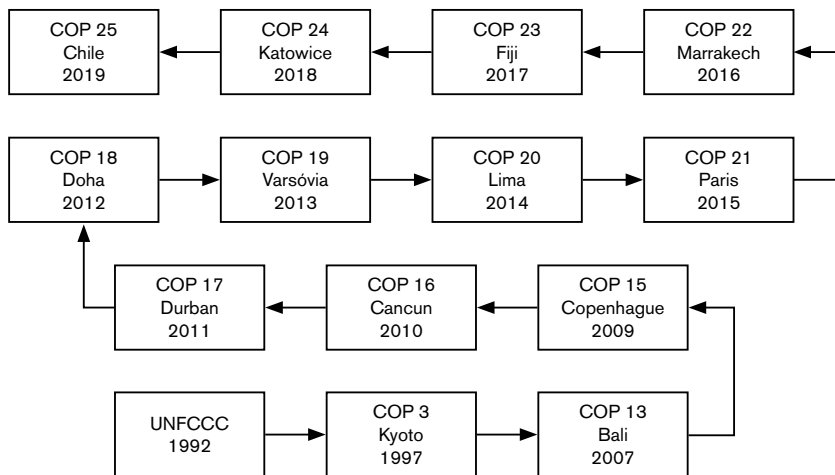 COP 25
Chile
2019
COP 24
Katowice
2018
COP 23
Fiji
2017
COP 22
Marrakech
2016
COP 18
Doha
2012
COP 19
Varsóvia
2013
COP 20
Lima
2014
COP 21
Paris
2015
COP 17
Durban
2011
COP 16
Cancun
2010
COP 15
Copenhague
2009
UNFCCC
1992
COP 3
Kyoto
1997
COP 13
Bali
2007